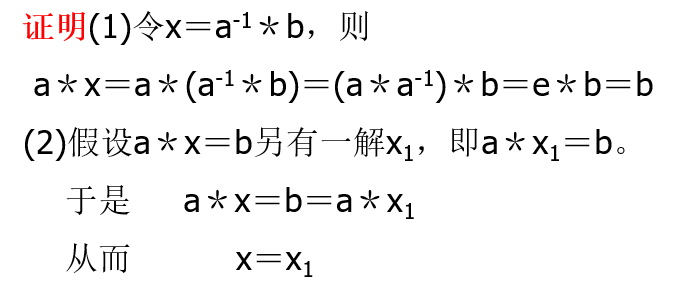 证明(1)令x＝a⁻¹＊b，则
a＊x＝a＊(a⁻¹＊b)＝(a＊a⁻¹)＊b＝e＊b＝b
(2)假设a＊x＝b另有一解x₁，即a＊x₁＝b。
于是 a＊x＝b＝a＊x₁
从而 x＝x₁